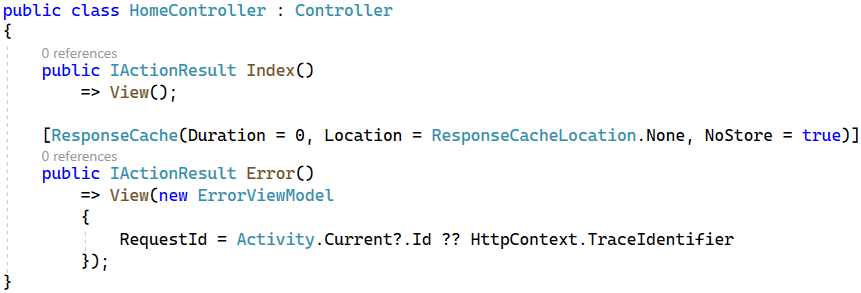 public class HomeController : Controller
{
0 references
public IActionResult Index()
=> View();
[ResponseCache(Duration = 0, Location = ResponseCacheLocation.None, NoStore = true)]
0 references
public IActionResult Error()
=> View(new ErrorViewModel
{
RequestId = Activity.Current?.Id ?? HttpContext.TraceIdentifier
});
}